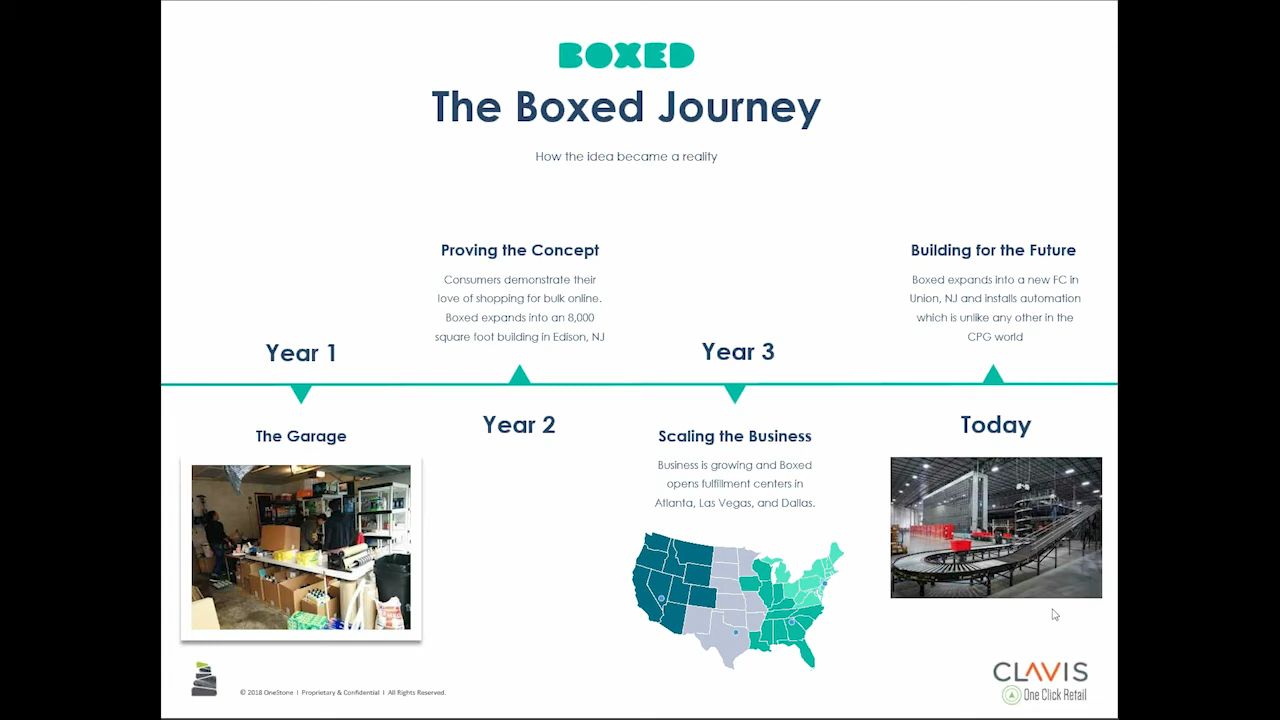 BOXED
The Boxed Journey
How the idea became a reality
Year 1
The Garage
Proving the Concept
Consumers demonstrate their
love of shopping for bulk online.
Boxed expands into an 8,000
square foot building in Edison, NJ
Year 2
Year 3
Scaling the Business
Business is growing and Boxed
opens fulfillment centers in
Atlanta, Las Vegas, and Dallas.
Building for the Future
Boxed expands into a new FC in
Union, NJ and installs automation
which is unlike any other in the
CPG world
Today
© 2018 OneStone | Proprietary & Confidential | All Rights Reserved.
CLAVIS
One Click Retail